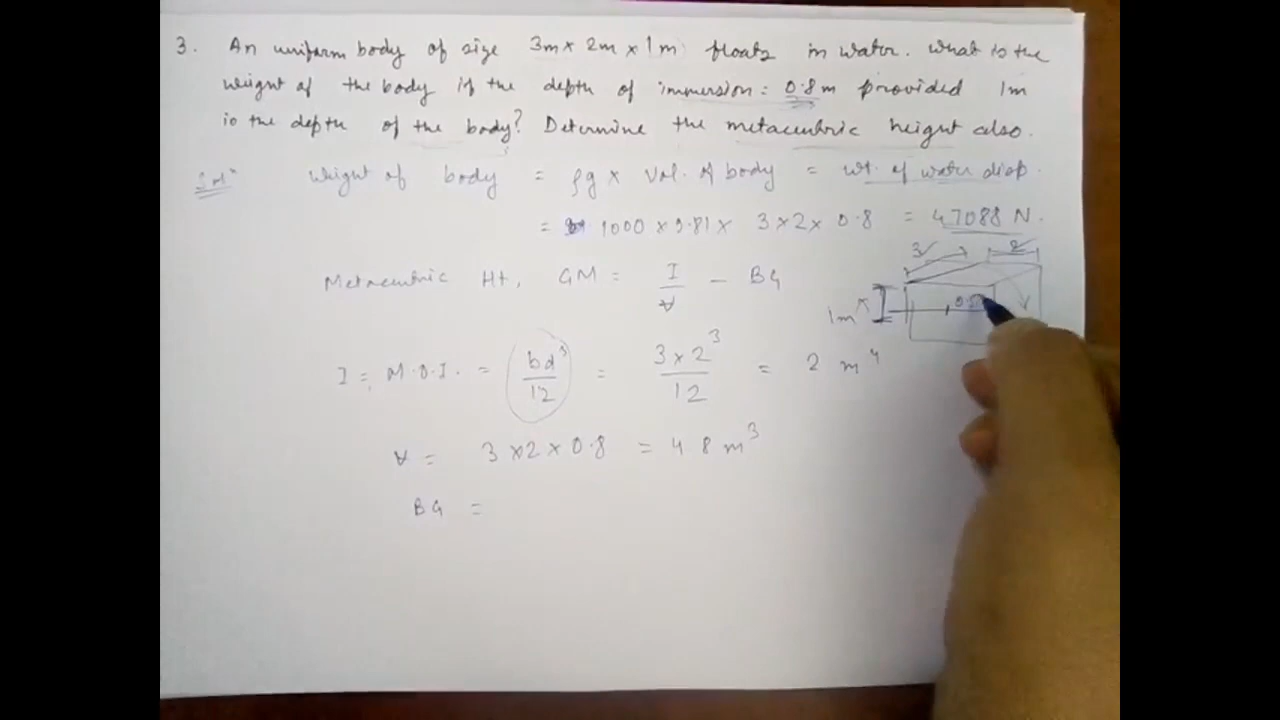 3. An uniform body of size 3m x 2m x 1m floats in water. What is the
weight of the body if the depth of immersion = 0.8m provided 1m
is the depth of the body? Determine the metacentric height also.
Solⁿ Weight of body = ρg x Vol. of body = wt. of water disp.
= 1000 x 9.81 x 3 x 2 x 0.8 = 47088 N.
3 2
Metacentric Ht, GM = I/∀ - BG
1m
I = M.O.I. = bd³/12 = 3 x 2³/12 = 2 m⁴
∀ = 3 x 2 x 0.8 = 4 8 m³
BG =